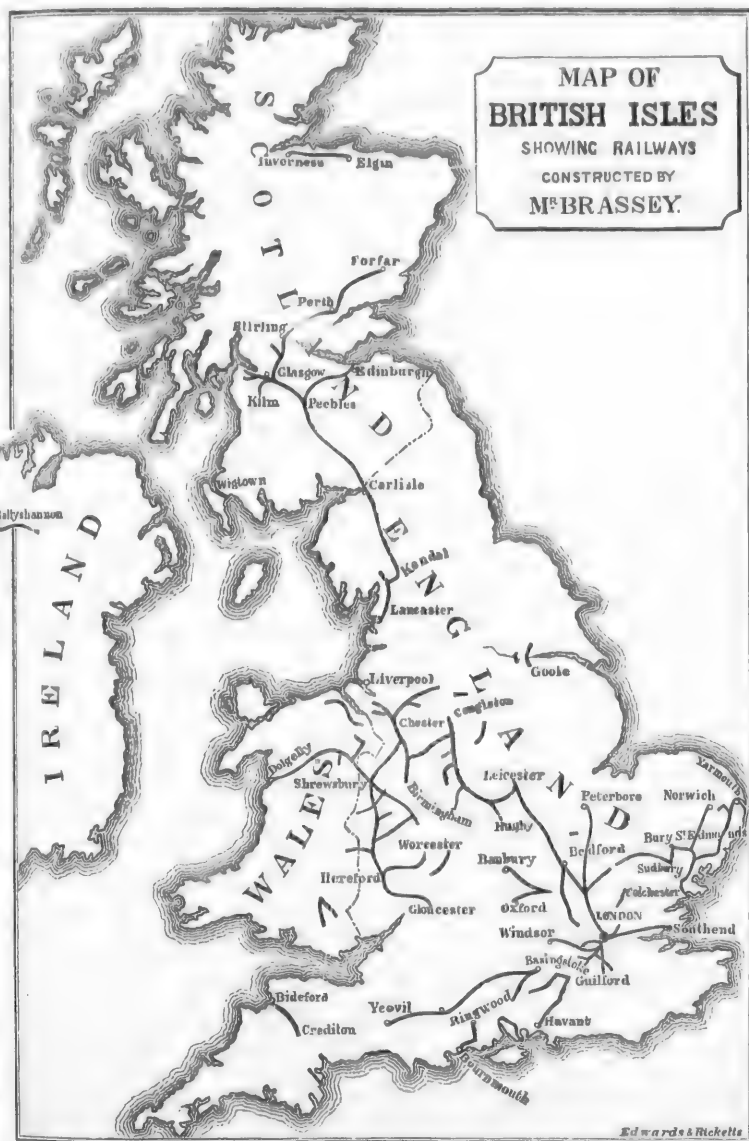 MAP OF
BRITISH ISLES
SHOWING RAILWAYS
CONSTRUCTED BY
MR. BRASSEY.
SCOTLAND
Inverness
Elgin
Forfar
Perth
Stirling
Glasgow
Edinburgh
Kilm
Peebles
Wigtown
Carlisle
Ballyshannon
IRELAND
ENGLAND
Kendal
Lancaster
Goole
Liverpool
Congleton
Chester
Dolgelly
Shrewsbury
Leicester
Yarmouth
Peterboro
Norwich
Birmingham
Rugby
Bury St. Edmunds
Bedford
WALES
Worcester
Banbury
Sudbury
Hereford
Colchester
Gloucester
Oxford
LONDON
Windsor
Southend
Basingstoke
Guilford
Bideford
Yeovil
Ringwood
Crediton
Havant
Bournmouth
Edwards & Ricketts